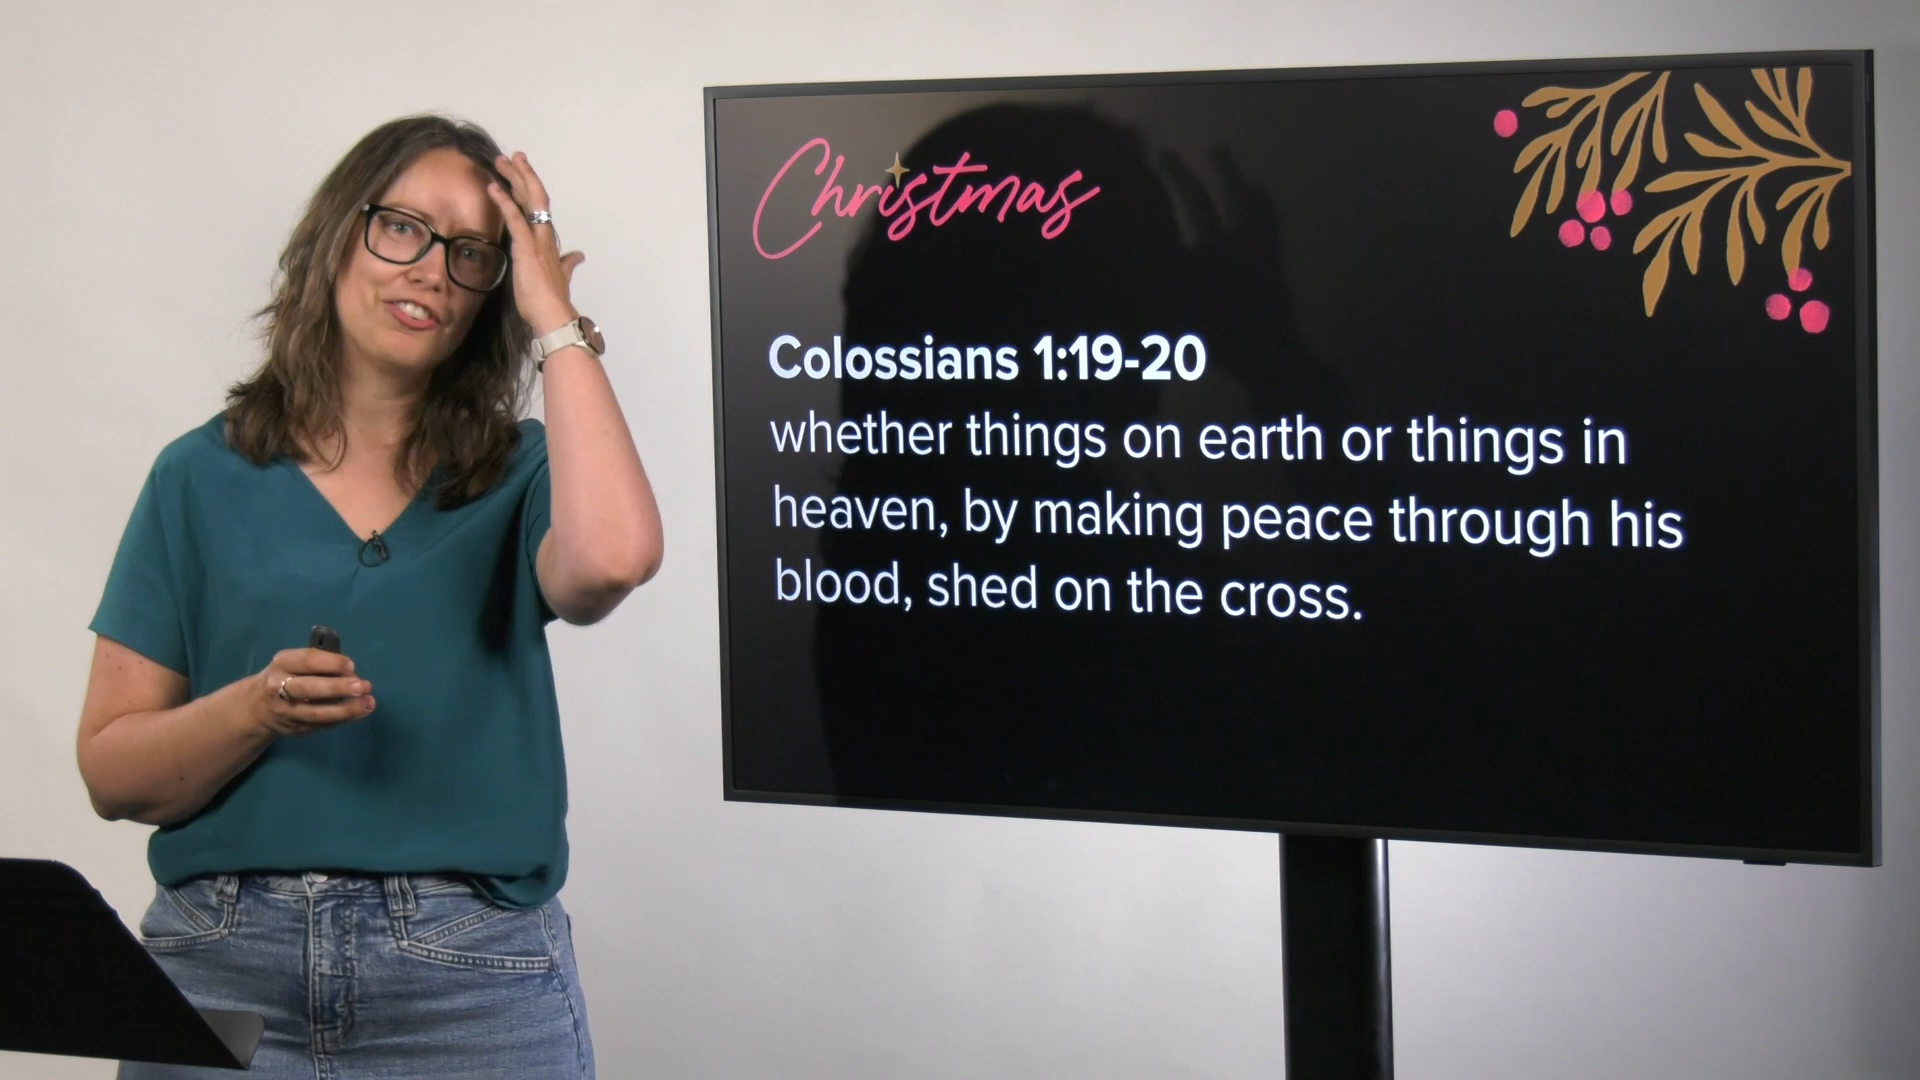 Christmas
Colossians 1:19-20
whether things on earth or things in
heaven, by making peace through his
blood, shed on the cross.